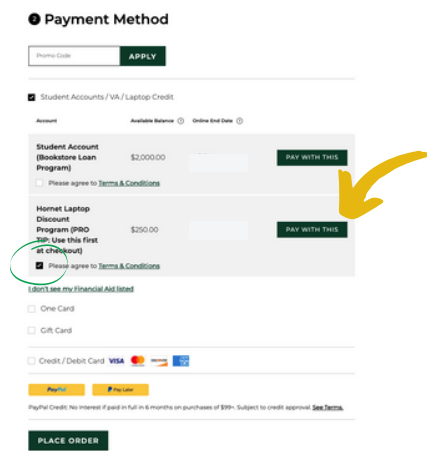 2 Payment Method
Promo Code
APPLY
Student Accounts / VA / Laptop Credit
Account Available Balance ? Online End Date ?
Student Account
(Bookstore Loan
Program)
$2,000.00
PAY WITH THIS
Please agree to Terms & Conditions
Hornet Laptop
Discount
Program (PRO
TIP: Use this first
at checkout)
$250.00
PAY WITH THIS
Please agree to Terms & Conditions
I don't see my Financial Aid listed
One Card
Gift Card
Credit / Debit Card VISA
PayPal
P Pay Later
PayPal Credit: No Interest if paid in full in 6 months on purchases of $99+. Subject to credit approval. See Terms.
PLACE ORDER